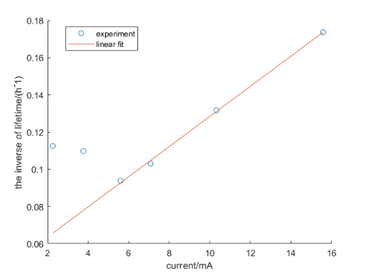 0.18
0.16
0.14
0.12
0.1
0.08
0.06
the inverse of lifetime/(h^1)
experiment
linear fit
2 4 6 8 10 12 14 16
current/mA